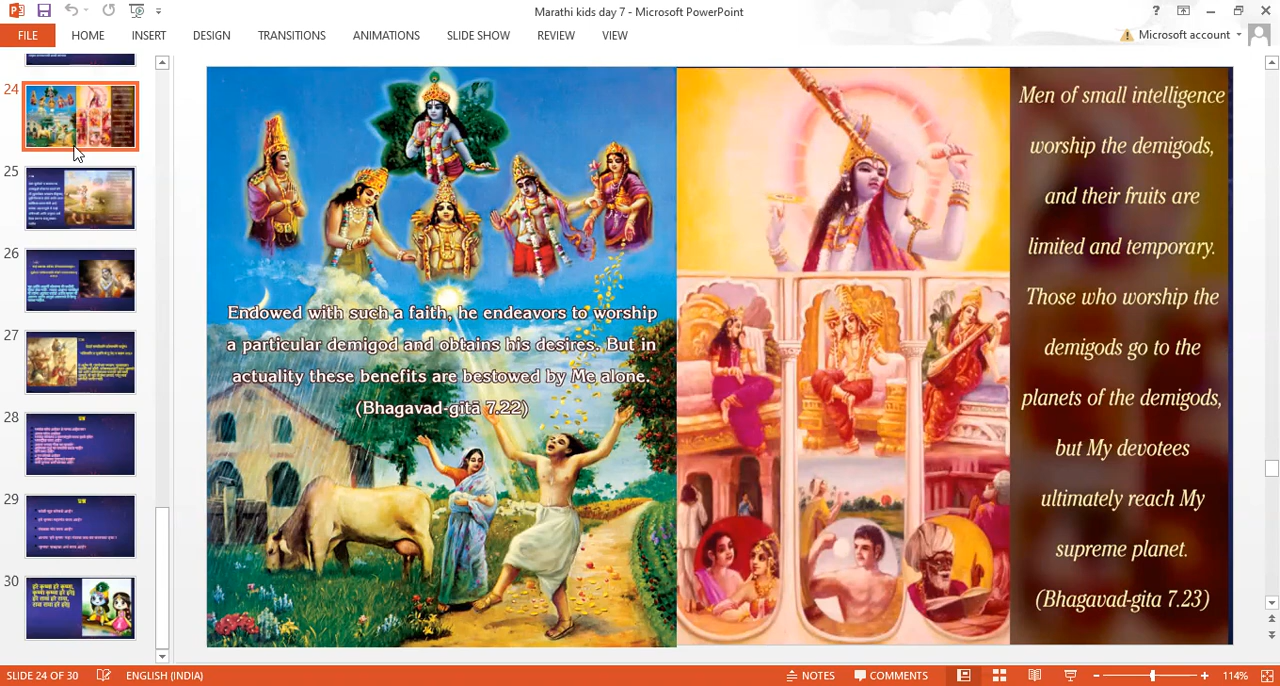 Marathi kids day 7 - Microsoft PowerPoint
FILE HOME INSERT DESIGN TRANSITIONS ANIMATIONS SLIDE SHOW REVIEW VIEW
Microsoft account
24
25
26
27
28
29
30
प्रश्न
प्रश्न
हरे कृष्ण हरे कृष्ण,
Endowed with such a faith, he endeavors to worship
a particular demigod and obtains his desires. But in
actuality these benefits are bestowed by Me alone.
(Bhagavad-gita 7.22)
Men of small intelligence
worship the demigods,
and their fruits are
limited and temporary.
Those who worship the
demigods go to the
planets of the demigods,
but My devotees
ultimately reach My
supreme planet.
(Bhagavad-gita 7.23)
SLIDE 24 OF 30 ENGLISH (INDIA) NOTES COMMENTS 114%